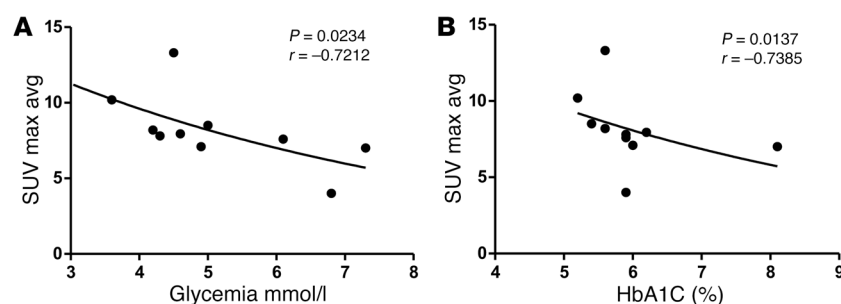 A
P = 0.0234
r = –0.7212
SUV max avg
15
10
5
0
3 4 5 6 7 8
Glycemia mmol/l
B
P = 0.0137
r = –0.7385
SUV max avg
15
10
5
0
4 5 6 7 8 9
HbA1C (%)